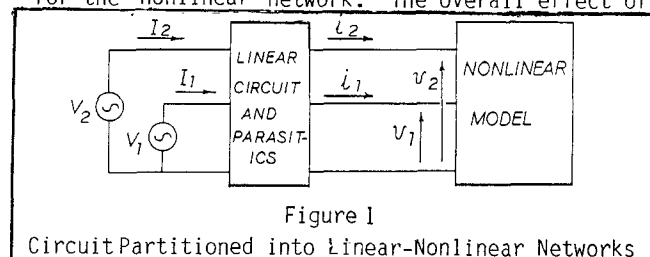 for the nonlinear network. The overall effect of
I2 i2
LINEAR NONLINEAR
I1 CIRCUIT i1 v2
V2 AND MODEL
V1 PARASIT- v1
ICS
Figure 1
Circuit Partitioned into Linear-Nonlinear Networks